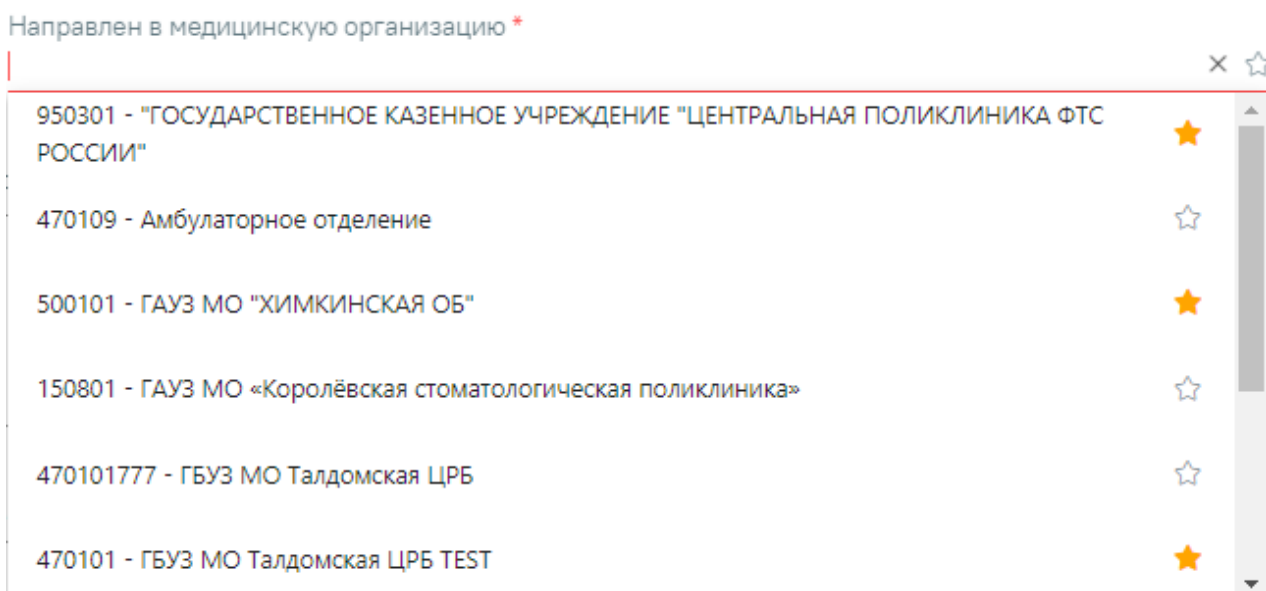 Направлен в медицинскую организацию *
950301 - "ГОСУДАРСТВЕННОЕ КАЗЕННОЕ УЧРЕЖДЕНИЕ "ЦЕНТРАЛЬНАЯ ПОЛИКЛИНИКА ФТС
РОССИИ"
470109 - Амбулаторное отделение
500101 - ГАУЗ МО "ХИМКИНСКАЯ ОБ"
150801 - ГАУЗ МО «Королёвская стоматологическая поликлиника»
470101777 - ГБУЗ МО Талдомская ЦРБ
470101 - ГБУЗ МО Талдомская ЦРБ TEST